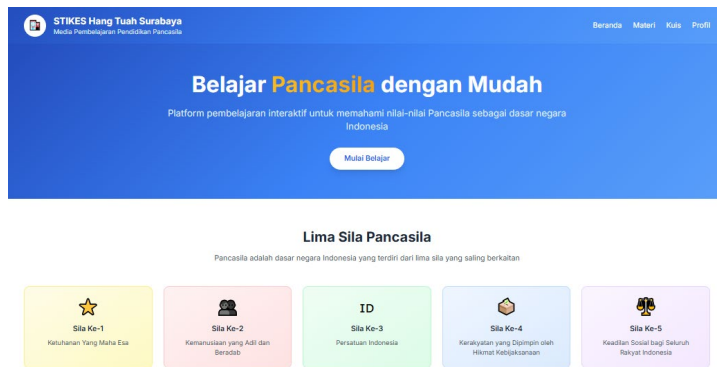 STIKES Hang Tuah Surabaya
Media Pembelajaran Pendidikan Pancasila
Beranda Materi Kuis Profil
Belajar Pancasila dengan Mudah
Platform pembelajaran interaktif untuk memahami nilai-nilai Pancasila sebagai dasar negara
Indonesia
Mulai Belajar
Lima Sila Pancasila
Pancasila adalah dasar negara Indonesia yang terdiri dari lima sila yang saling berkaitan
Sila Ke-1
Ketuhanan Yang Maha Esa
Sila Ke-2
Kemanusiaan yang Adil dan
Beradab
ID
Sila Ke-3
Persatuan Indonesia
Sila Ke-4
Kerakyatan yang Dipimpin oleh
Hikmat Kebijaksanaan
Sila Ke-5
Keadilan Sosial bagi Seluruh
Rakyat Indonesia